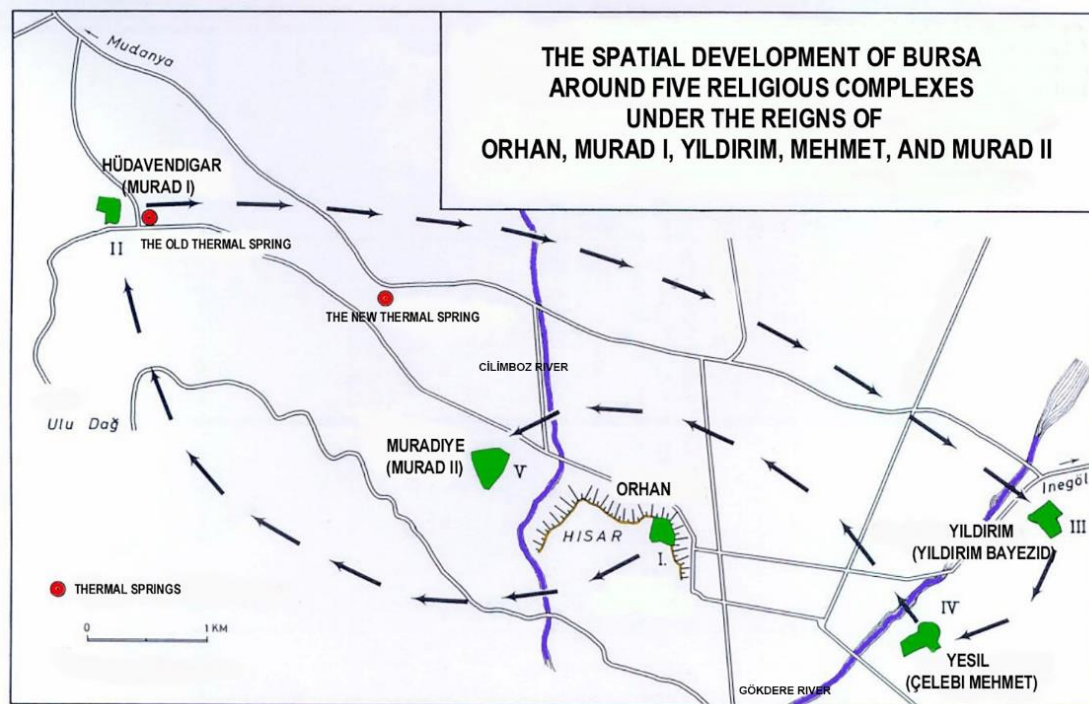 THE SPATIAL DEVELOPMENT OF BURSA
AROUND FIVE RELIGIOUS COMPLEXES
UNDER THE REIGNS OF
ORHAN, MURAD I, YILDIRIM, MEHMET, AND MURAD II
Mudanya
HÜDAVENDIGAR
(MURAD I)
II
THE OLD THERMAL SPRING
THE NEW THERMAL SPRING
CİLİMBOZ RIVER
Ulu Dağ
MURADIYE
(MURAD II)
V
ORHAN
HISAR
I.
Inegöl
YILDIRIM
(YILDIRIM BAYEZID)
III
IV
YESIL
(ÇELEBI MEHMET)
GÖKDERE RIVER
THERMAL SPRINGS
0 1 KM